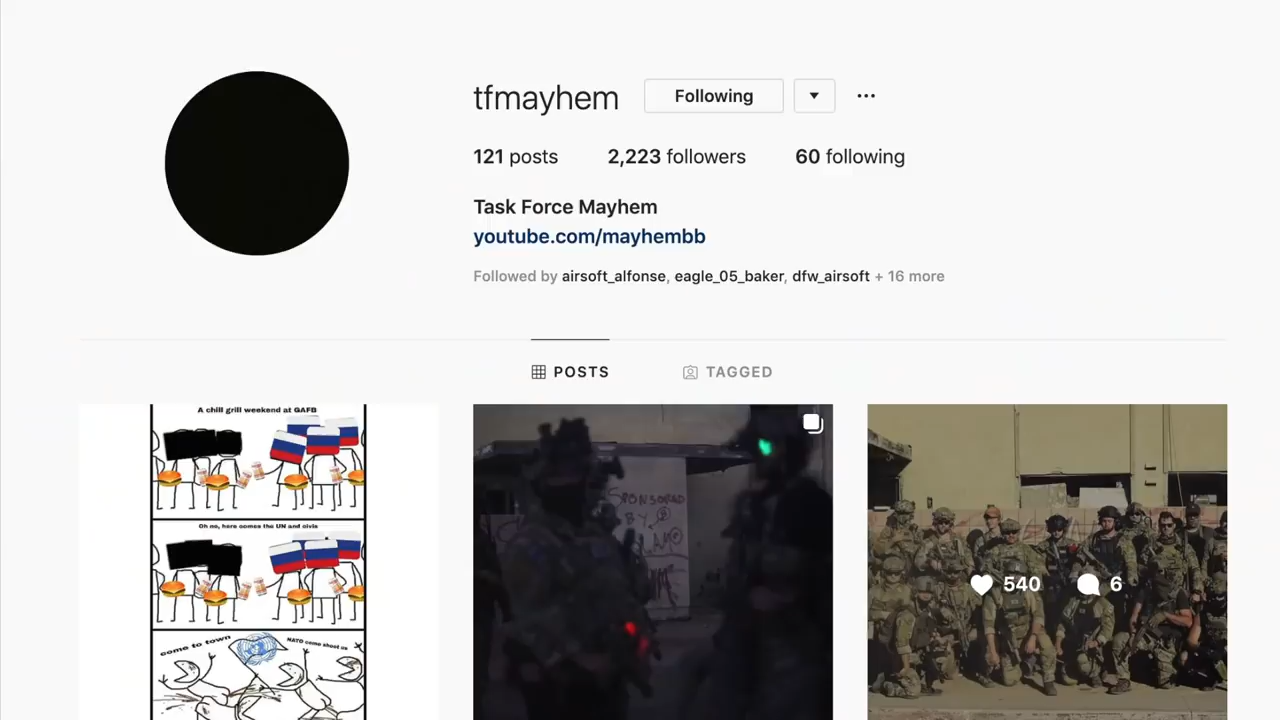 tfmayhem Following
121 posts 2,223 followers 60 following
Task Force Mayhem
youtube.com/mayhembb
Followed by airsoft_alfonse, eagle_05_baker, dfw_airsoft + 16 more
POSTS TAGGED
A chill grill weekend at GAFB
Oh no, here comes the UN and civis
come to town
NATO come shoot us
SPONSORED
BY
540 6